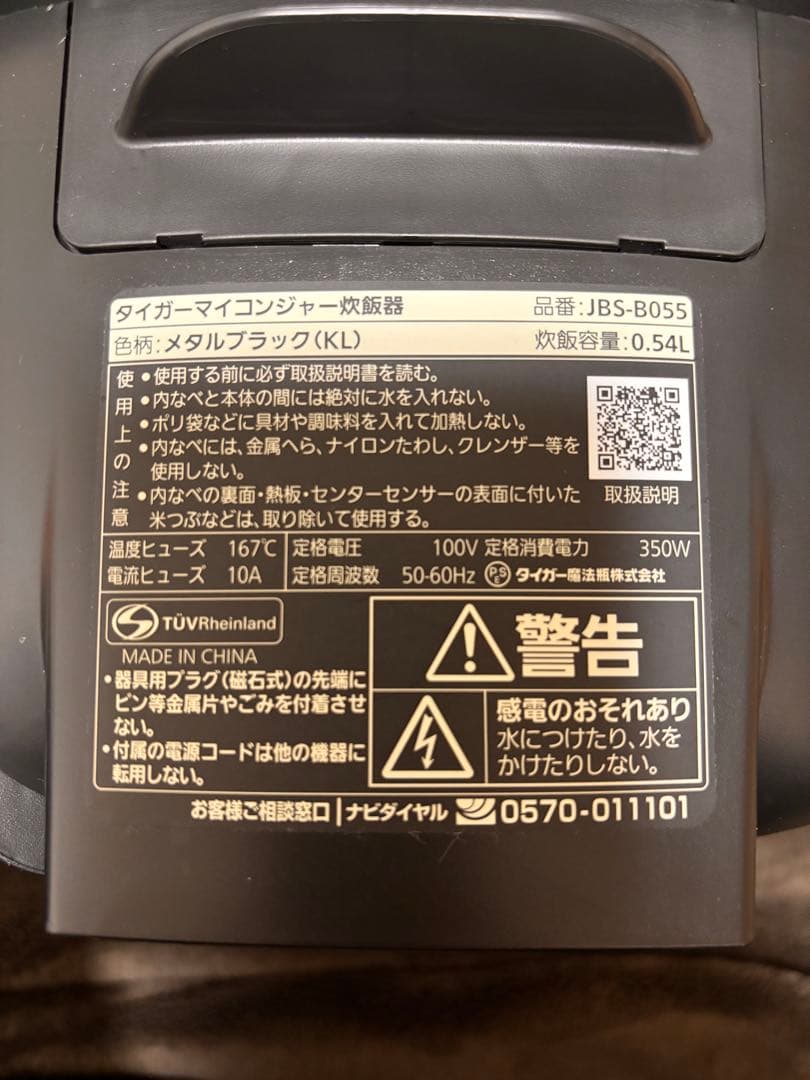 タイガーマイコンジャー炊飯器 品番:JBS-B055
色柄:メタルブラック(KL) 炊飯容量:0.54L
使用上の注意
•使用する前に必ず取扱説明書を読む。
•内なべと本体の間には絶対に水を入れない。
•ポリ袋などに具材や調味料を入れて加熱しない。
•内なべには、金属へら、ナイロンたわし、クレンザー等を
使用しない。
•内なべの裏面・熱板・センターセンサーの表面に付いた
米つぶなどは、取り除いて使用する。
取扱説明
温度ヒューズ 167℃ 定格電圧 100V 定格消費電力 350W
電流ヒューズ 10A 定格周波数 50-60Hz PSE タイガー魔法瓶株式会社
TÜVRheinland
MADE IN CHINA
•器具用プラグ(磁石式)の先端に
ピン等金属片やごみを付着させ
ない。
•付属の電源コードは他の機器に
転用しない。
警告
感電のおそれあり
水につけたり、水を
かけたりしない。
お客様ご相談窓口|ナビダイヤル 0570-011101